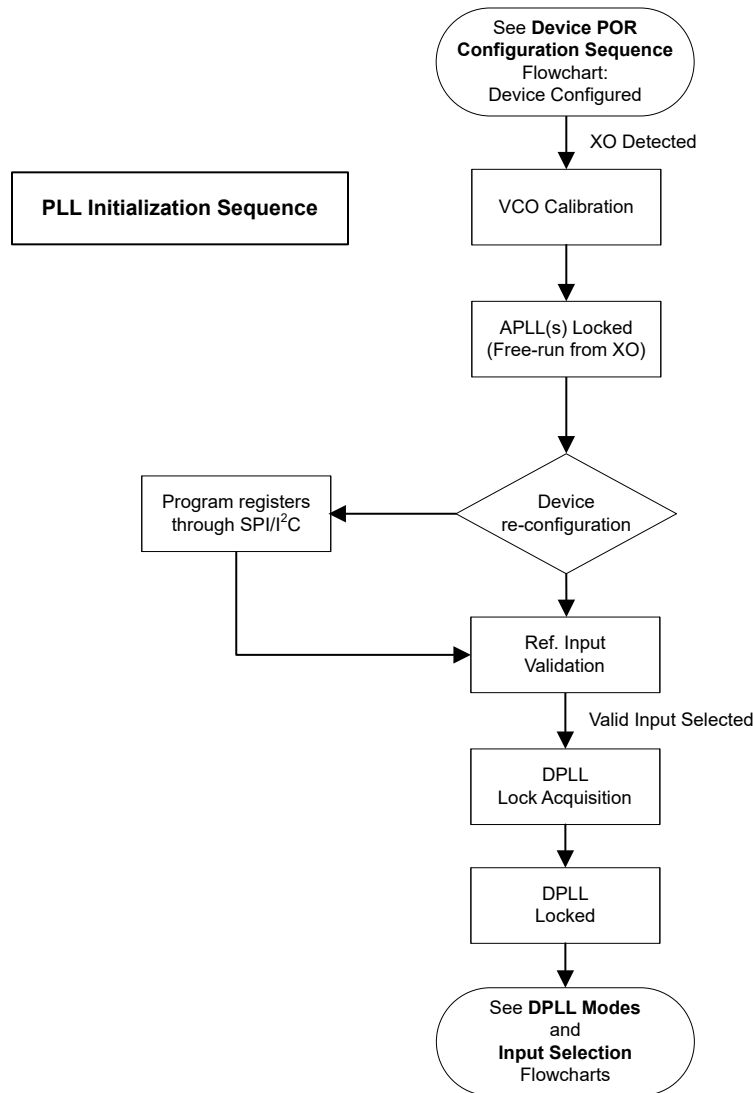 See Device POR
Configuration Sequence
Flowchart:
Device Configured
XO Detected
PLL Initialization Sequence
VCO Calibration
APLL(s) Locked
(Free-run from XO)
Program registers
through SPI/I²C
Device
re-configuration
Ref. Input
Validation
Valid Input Selected
DPLL
Lock Acquisition
DPLL
Locked
See DPLL Modes
and
Input Selection
Flowcharts